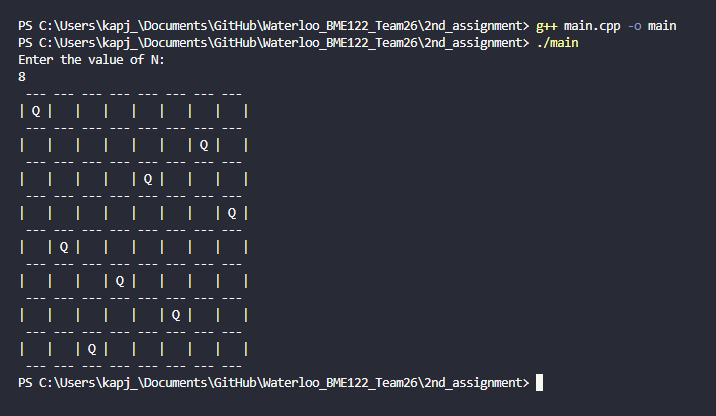 PS C:\Users\kapj_\Documents\GitHub\Waterloo_BME122_Team26\2nd_assignment> g++ main.cpp -o main
PS C:\Users\kapj_\Documents\GitHub\Waterloo_BME122_Team26\2nd_assignment> ./main
Enter the value of N:
8
 --- --- --- --- --- --- --- ---
| Q |   |   |   |   |   |   |   |
 --- --- --- --- --- --- --- ---
|   |   |   |   |   |   | Q |   |
 --- --- --- --- --- --- --- ---
|   |   |   |   | Q |   |   |   |
 --- --- --- --- --- --- --- ---
|   |   |   |   |   |   |   | Q |
 --- --- --- --- --- --- --- ---
|   | Q |   |   |   |   |   |   |
 --- --- --- --- --- --- --- ---
|   |   |   | Q |   |   |   |   |
 --- --- --- --- --- --- --- ---
|   |   |   |   |   | Q |   |   |
 --- --- --- --- --- --- --- ---
|   |   | Q |   |   |   |   |   |
 --- --- --- --- --- --- --- ---
PS C:\Users\kapj_\Documents\GitHub\Waterloo_BME122_Team26\2nd_assignment>